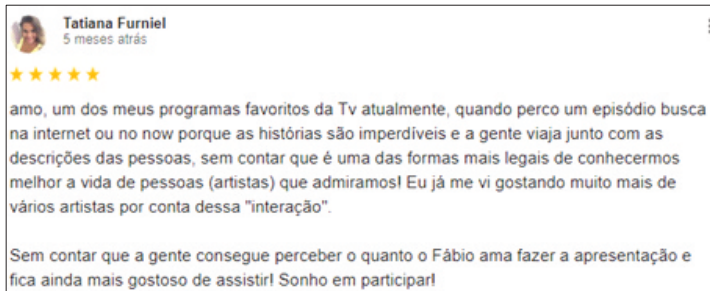 Tatiana Furniel
5 meses atrás
amo, um dos meus programas favoritos da Tv atualmente, quando perco um episódio busca
na internet ou no now porque as histórias são imperdíveis e a gente viaja junto com as
descrições das pessoas, sem contar que é uma das formas mais legais de conhecermos
melhor a vida de pessoas (artistas) que admiramos! Eu já me vi gostando muito mais de
vários artistas por conta dessa "interação".
Sem contar que a gente consegue perceber o quanto o Fábio ama fazer a apresentação e
fica ainda mais gostoso de assistir! Sonho em participar!